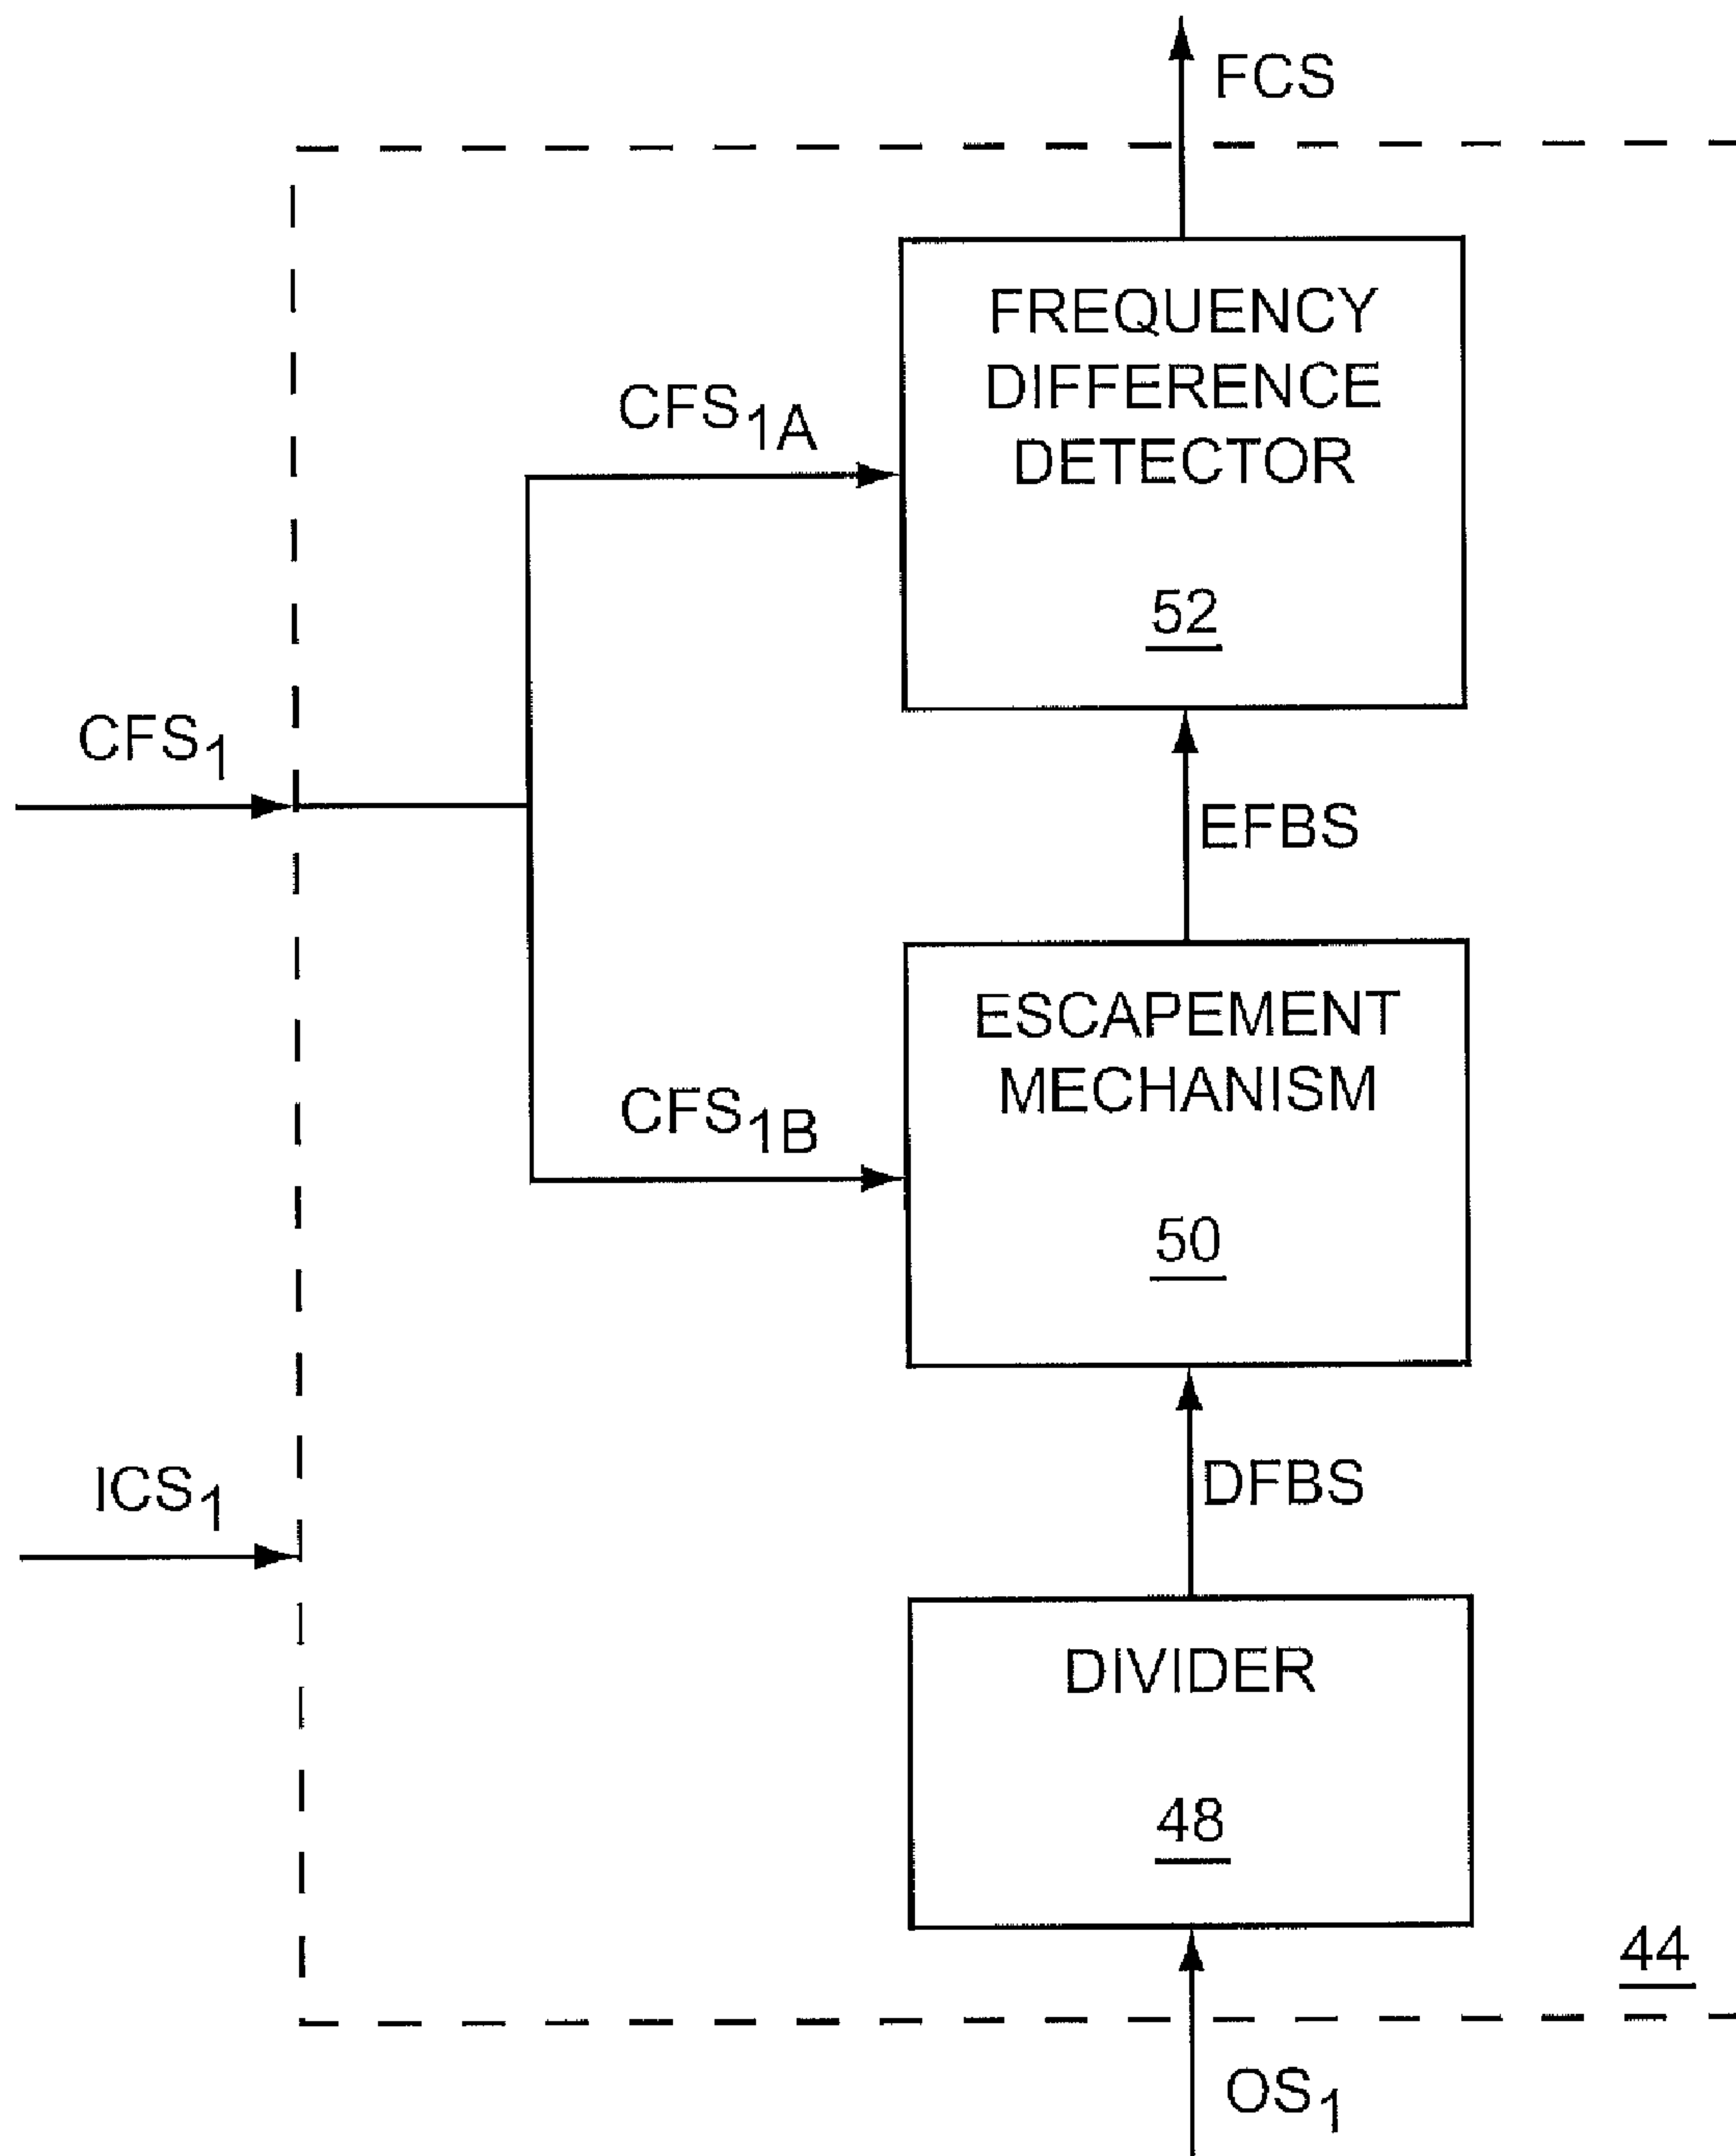 FCS
FREQUENCY
DIFFERENCE
DETECTOR
52
CFS1A
CFS1
EFBS
ESCAPEMENT
MECHANISM
50
CFS1B
ICS1
DFBS
DIVIDER
48
44
OS1